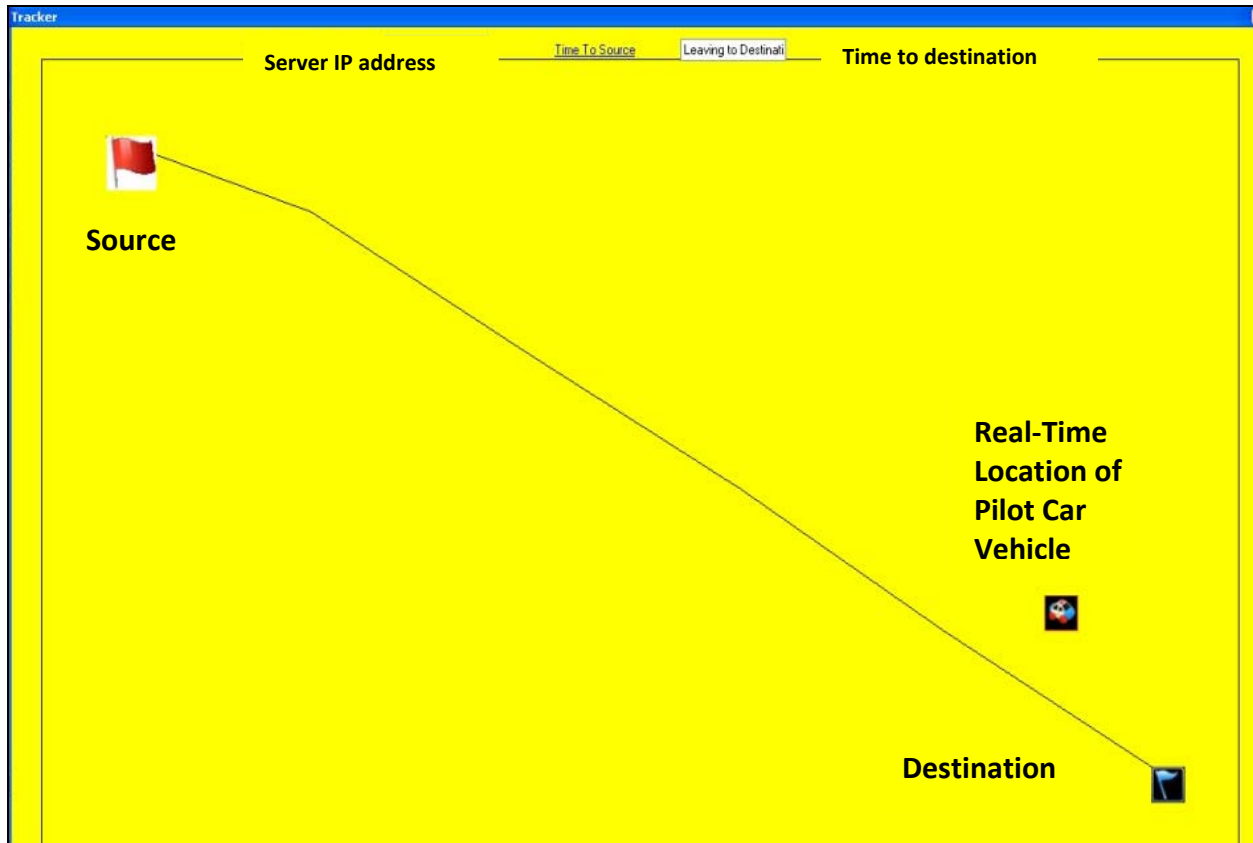 Tracker
Server IP address
Time To Source
Leaving to Destinati
Time to destination
Source
Real-Time
Location of
Pilot Car
Vehicle
Destination